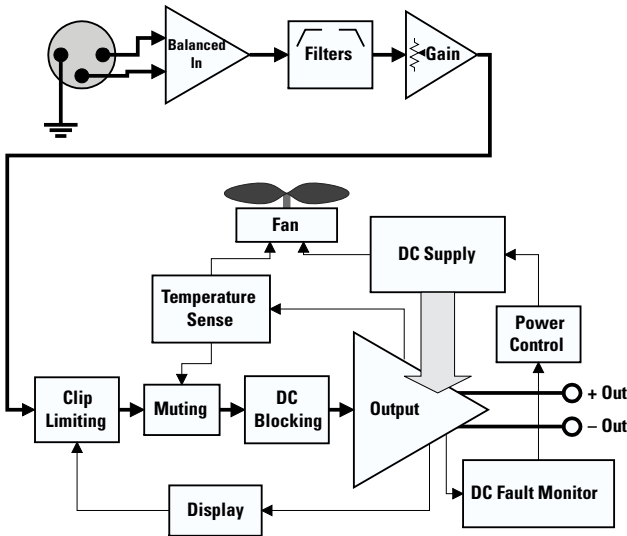 Balanced
In
Filters
Gain
Fan
DC Supply
Temperature
Sense
Power
Control
Clip
Limiting
Muting
DC
Blocking
Output
+ Out
– Out
Display
DC Fault Monitor